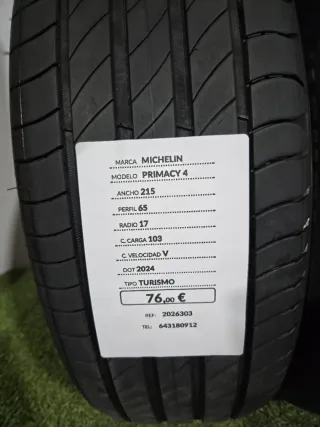 MARCA MICHELIN
MODELO PRIMACY 4
ANCHO 215
PERFIL 65
RADIO 17
C. CARGA 103
C. VELOCIDAD V
DOT 2024
TIPO TURISMO
76,00 €
REF: 2026303
TEL: 643180912